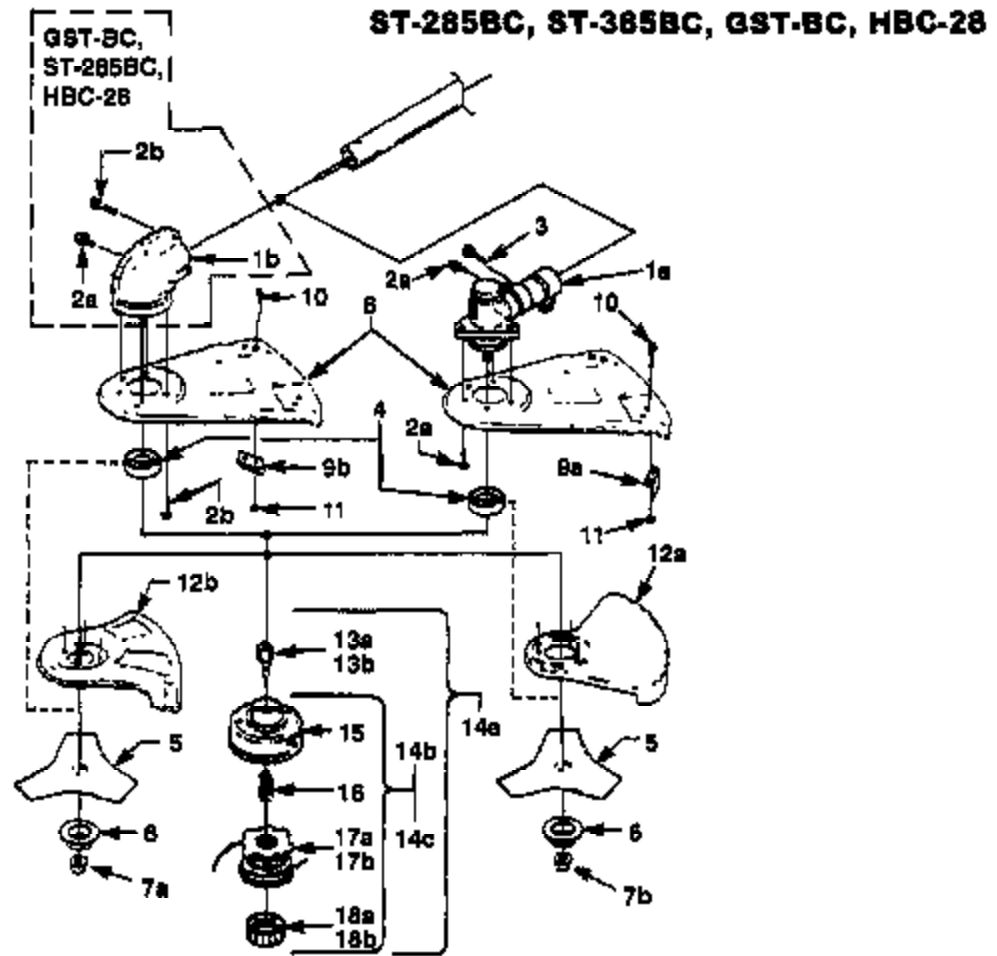 ST-285BC, ST-385BC, GST-BC, HBC-28
GST-BC,
ST-285BC,
HBC-28
2b
3
1b
2a
2a
1a
10
8
10
4
2a
9b
9a
2b
11
11
12a
12b
13a
13b
14a
15
5
14b
5
16
17a
14c
6
17b
6
7a
7b
18a
18b